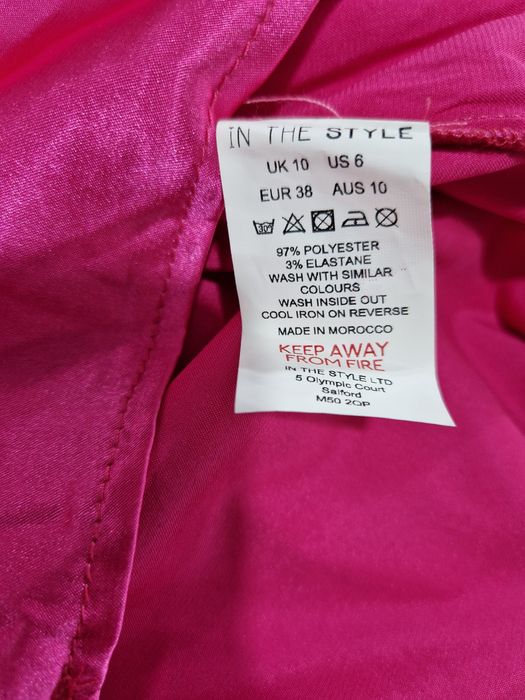 IN THE STYLE
UK 10 US 6
EUR 38 AUS 10
97% POLYESTER
3% ELASTANE
WASH WITH SIMILAR
COLOURS
WASH INSIDE OUT
COOL IRON ON REVERSE
MADE IN MOROCCO
KEEP AWAY
FROM FIRE
IN THE STYLE LTD
5 Olympic Court
Salford
M50 2QP